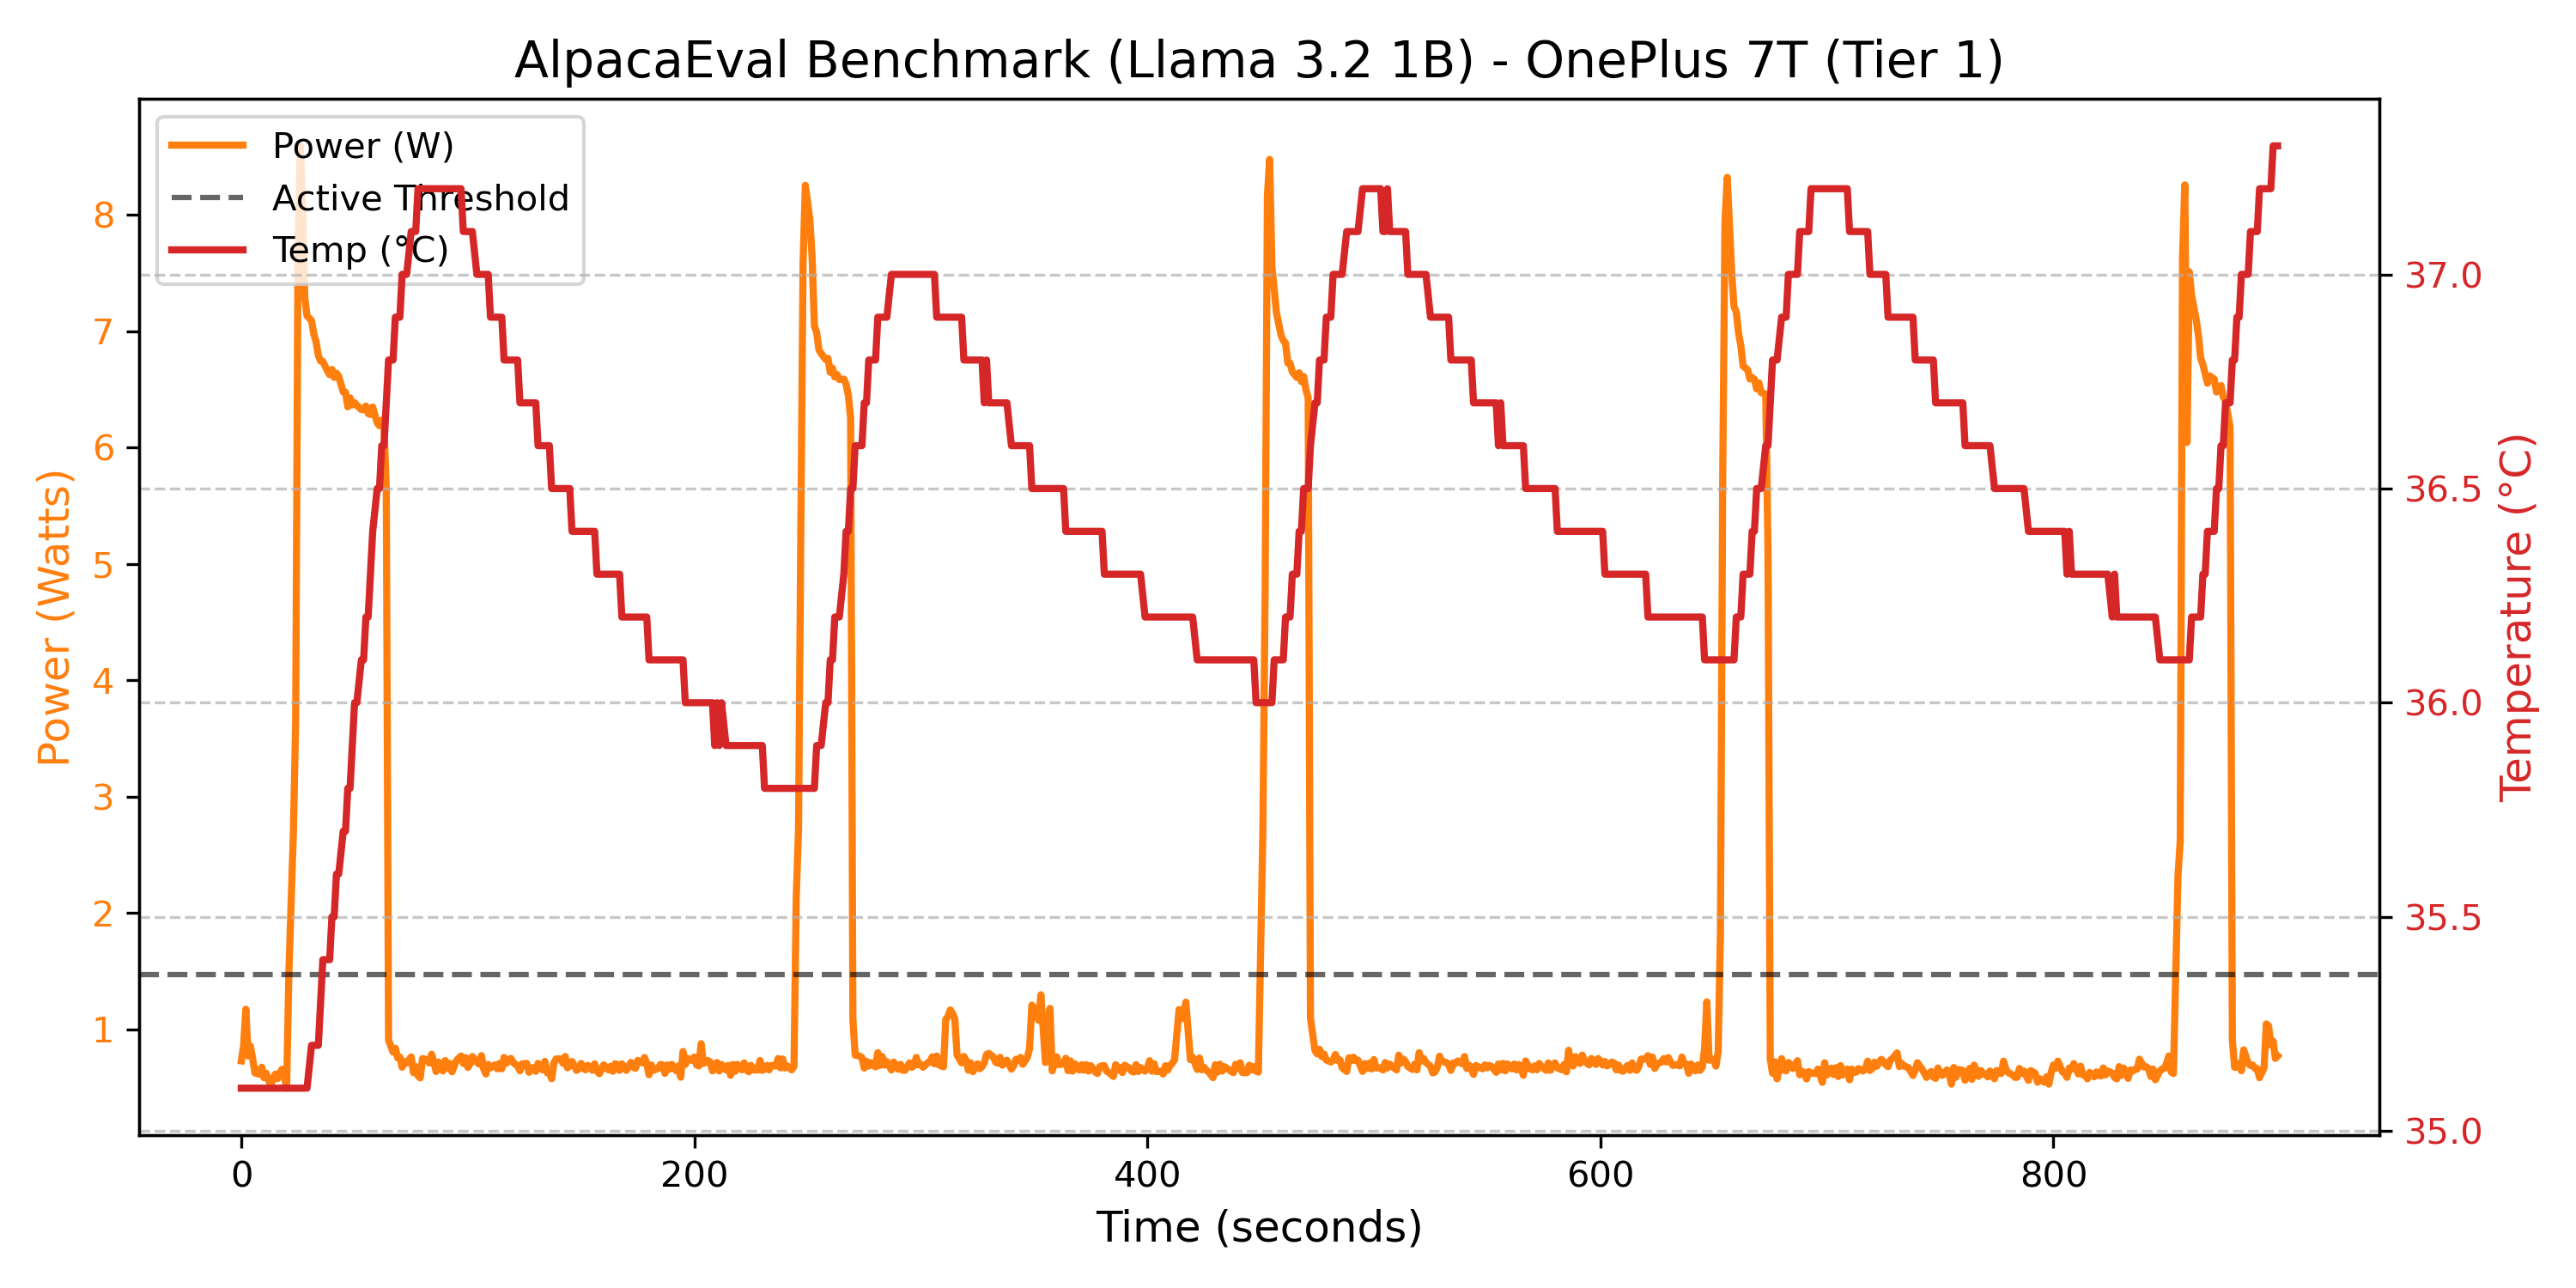 AlpacaEval Benchmark (Llama 3.2 1B) - OnePlus 7T (Tier 1)
Power (W)
Active Threshold
Temp (°C)
8
7
6
5
4
3
2
1
Power (Watts)
37.0
36.5
36.0
35.5
35.0
Temperature (°C)
0 200 400 600 800
Time (seconds)